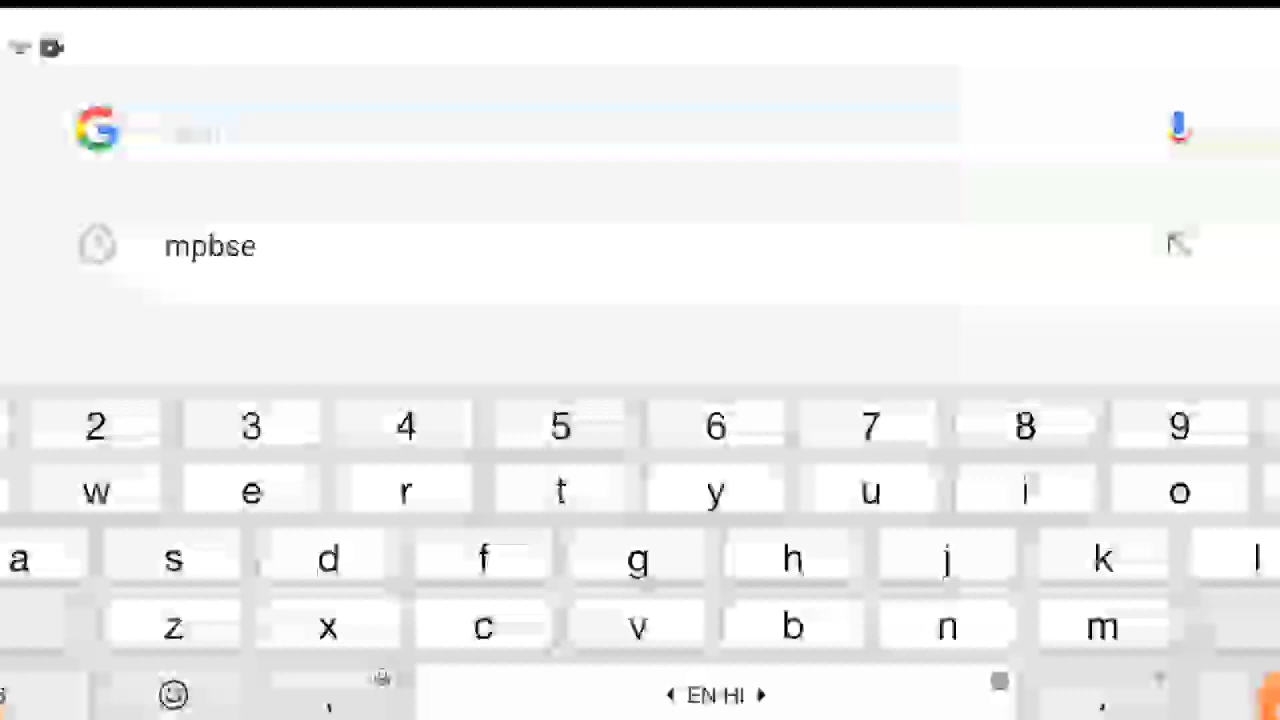 G
mpbse
2 3 4 5 6 7 8 9
w e r t y u i o
a s d f g h j k l
z x c v b n m
, EN HI .